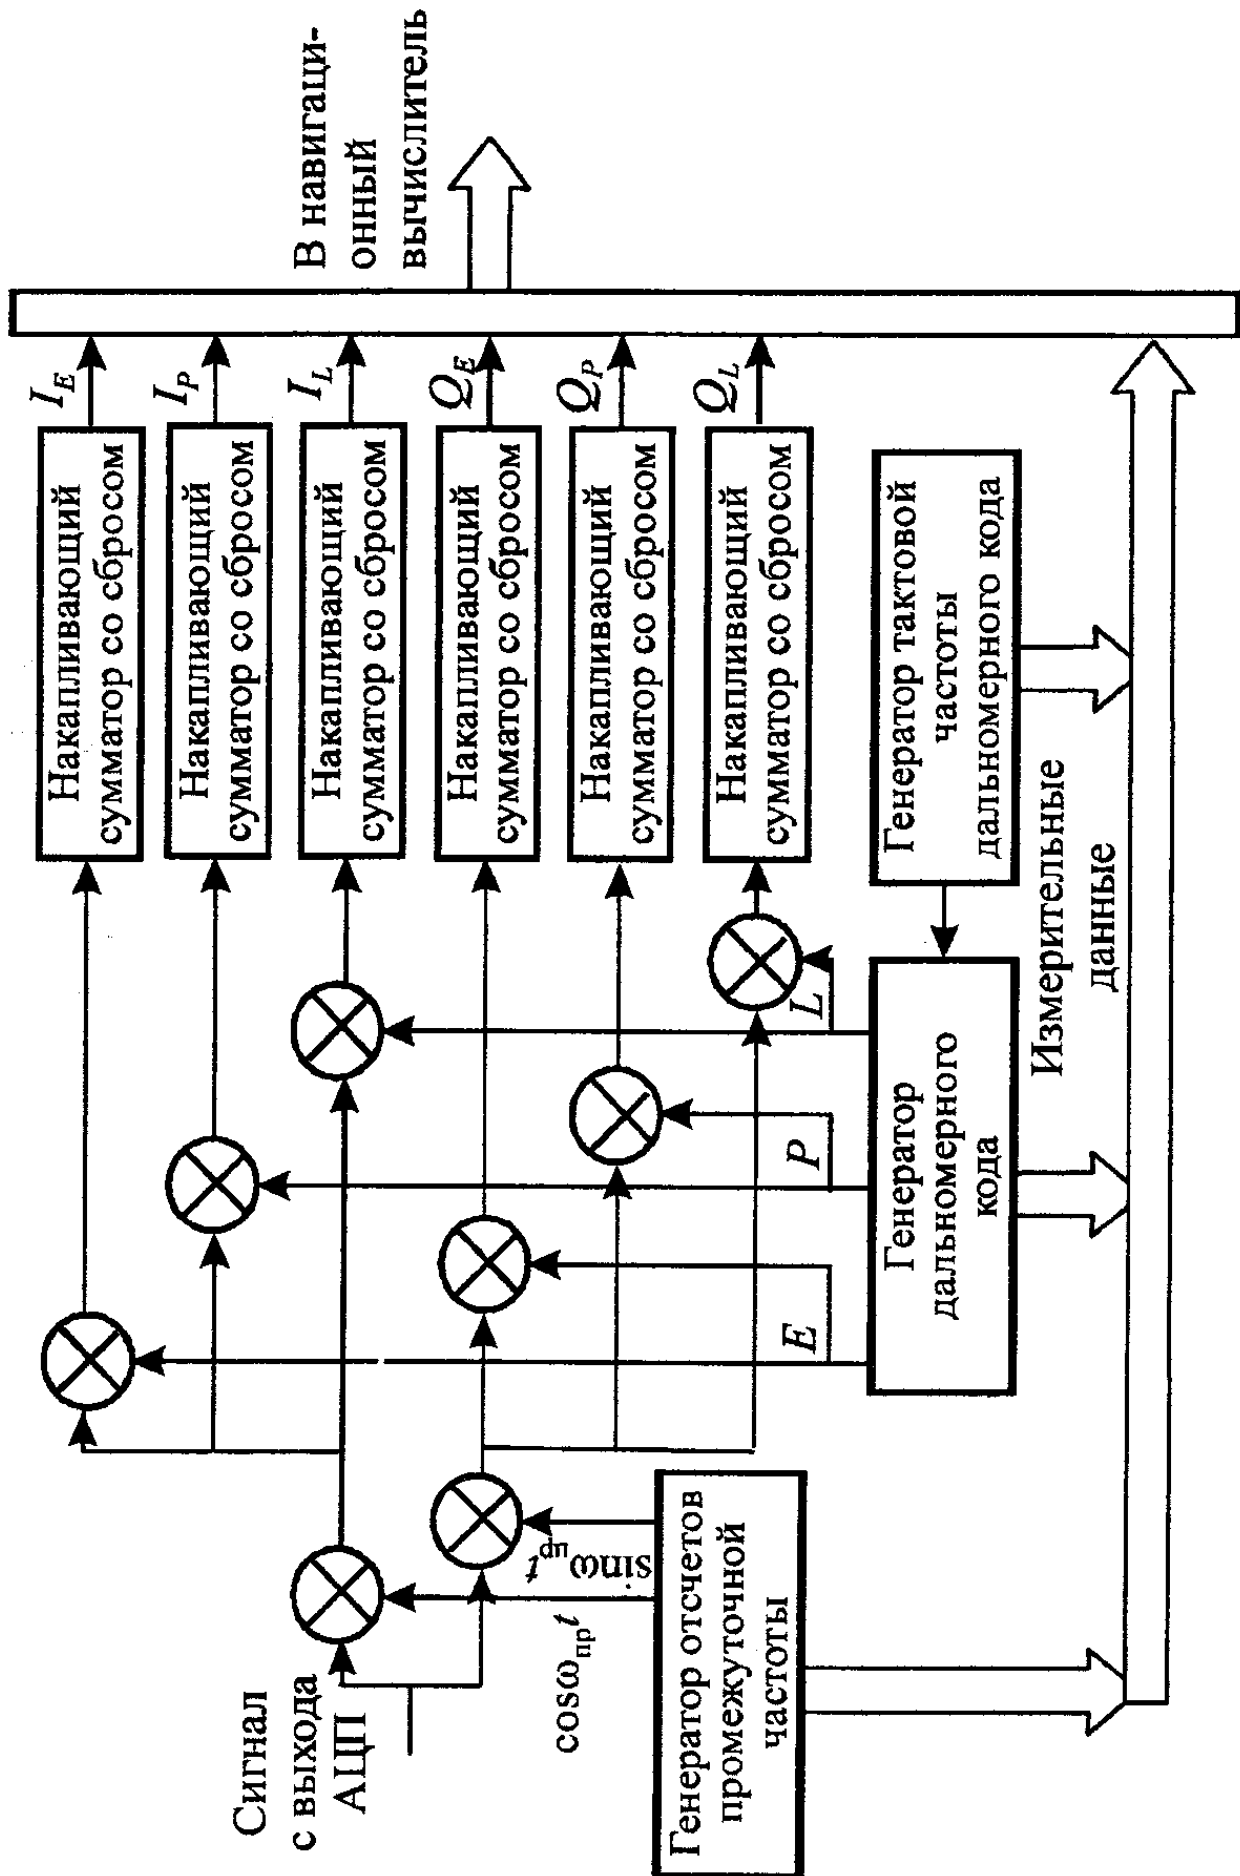 Сигнал
с выхода
АЦП
cosω_пр t
sinω_пр t
Генератор отсчетов
промежуточной
частоты
E
P
L
Генератор
дальномерного
кода
Генератор тактовой
частоты
дальномерного кода
Измерительные
данные
Накапливающий
сумматор со сбросом
Накапливающий
сумматор со сбросом
Накапливающий
сумматор со сбросом
Накапливающий
сумматор со сбросом
Накапливающий
сумматор со сбросом
Накапливающий
сумматор со сбросом
I_E
I_P
I_L
Q_E
Q_P
Q_L
В навигаци-
онный
вычислитель